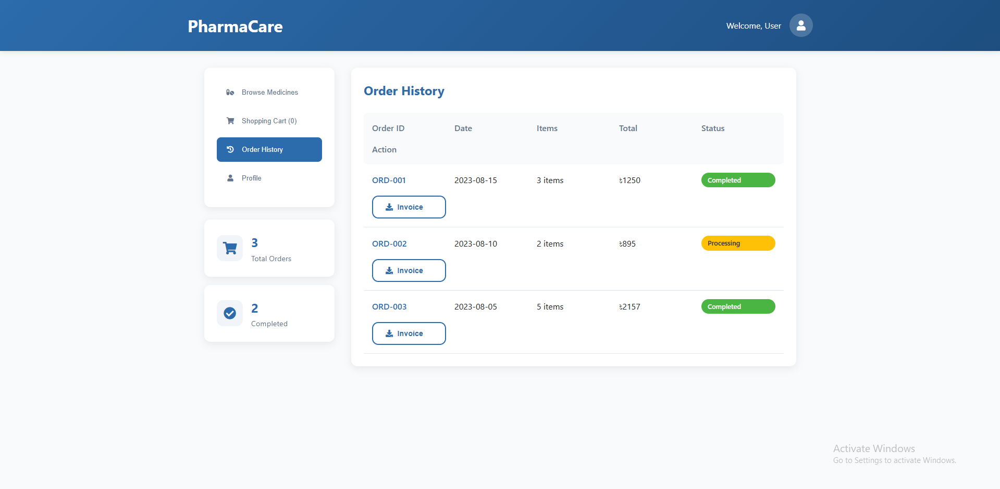 PharmaCare
Welcome, User
Browse Medicines
Shopping Cart (0)
Order History
Profile
3
Total Orders
2
Completed
Order History
Order ID Date Items Total Status
Action
ORD-001 2023-08-15 3 items ৳1250 Completed
Invoice
ORD-002 2023-08-10 2 items ৳895 Processing
Invoice
ORD-003 2023-08-05 5 items ৳2157 Completed
Invoice
Activate Windows
Go to Settings to activate Windows.